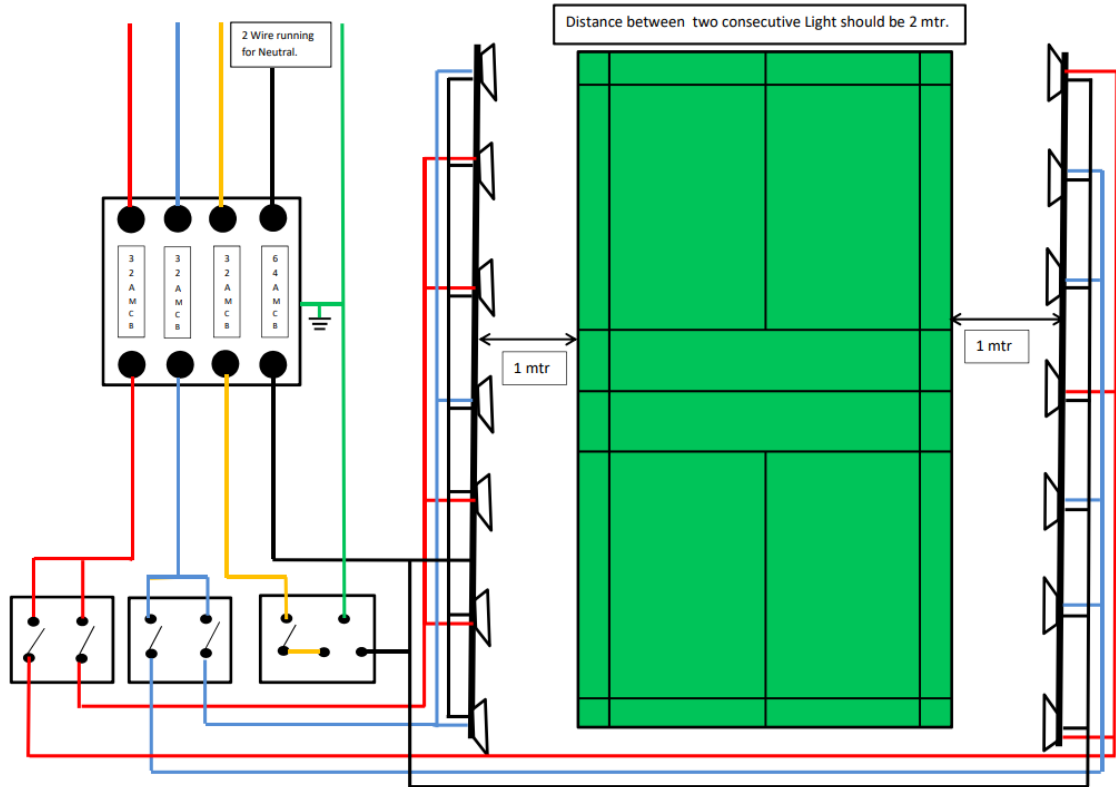 Distance between two consecutive Light should be 2 mtr.
2 Wire running
for Neutral.
3
2
A
M
C
B
3
2
A
M
C
B
3
2
A
M
C
B
6
4
A
M
C
B
1 mtr
1 mtr